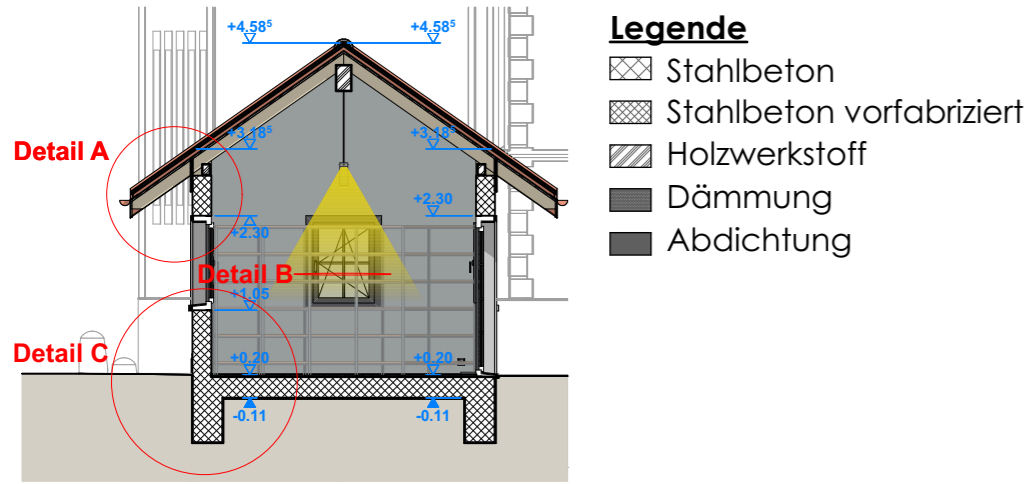 +4.58⁵ +4.58⁵
Legende
Stahlbeton
Stahlbeton vorfabriziert
Holzwerkstoff
Dämmung
Abdichtung
+3.18⁵ +3.18⁵
Detail A
+2.30
+2.30
Detail B
+1.05
Detail C
+0.20 +0.20
-0.11 -0.11